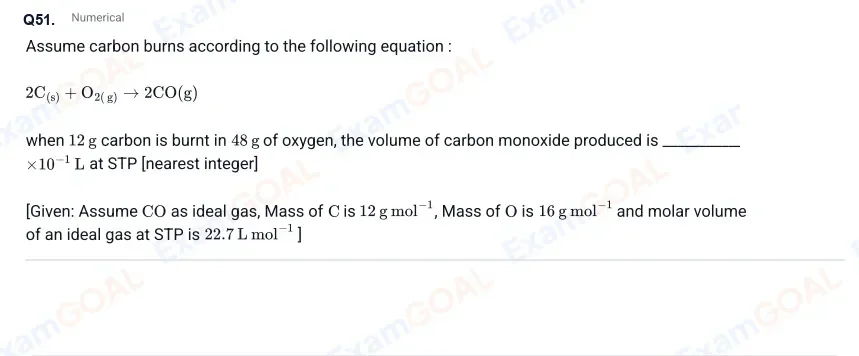 Q51. Numerical
Assume carbon burns according to the following equation :
2C(s) + O2( g) → 2CO(g)
when 12 g carbon is burnt in 48 g of oxygen, the volume of carbon monoxide produced is _________
×10−1 L at STP [nearest integer]
[Given: Assume CO as ideal gas, Mass of C is 12 g mol−1, Mass of O is 16 g mol−1 and molar volume
of an ideal gas at STP is 22.7 L mol−1 ]